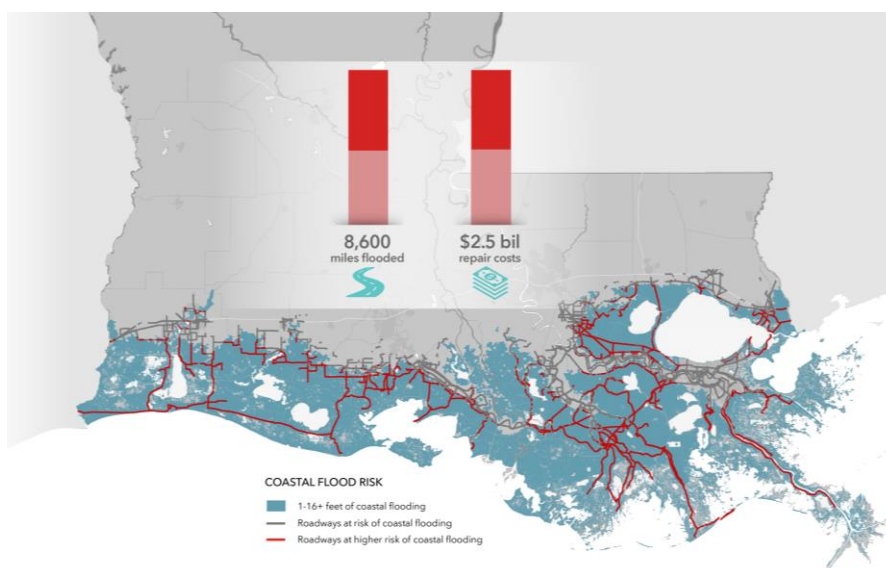 8,600
miles flooded
$2.5 bil
repair costs
COASTAL FLOOD RISK
1-16+ feet of coastal flooding
Roadways at risk of coastal flooding
Roadways at higher risk of coastal flooding